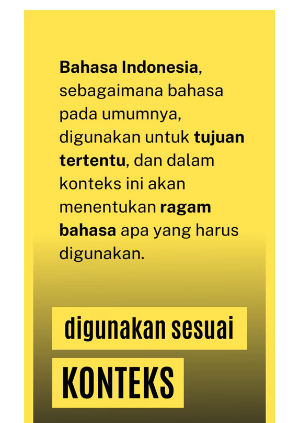 Bahasa Indonesia,
sebagaimana bahasa
pada umumnya,
digunakan untuk tujuan
tertentu, dan dalam
konteks ini akan
menentukan ragam
bahasa apa yang harus
digunakan.
digunakan sesuai
KONTEKS